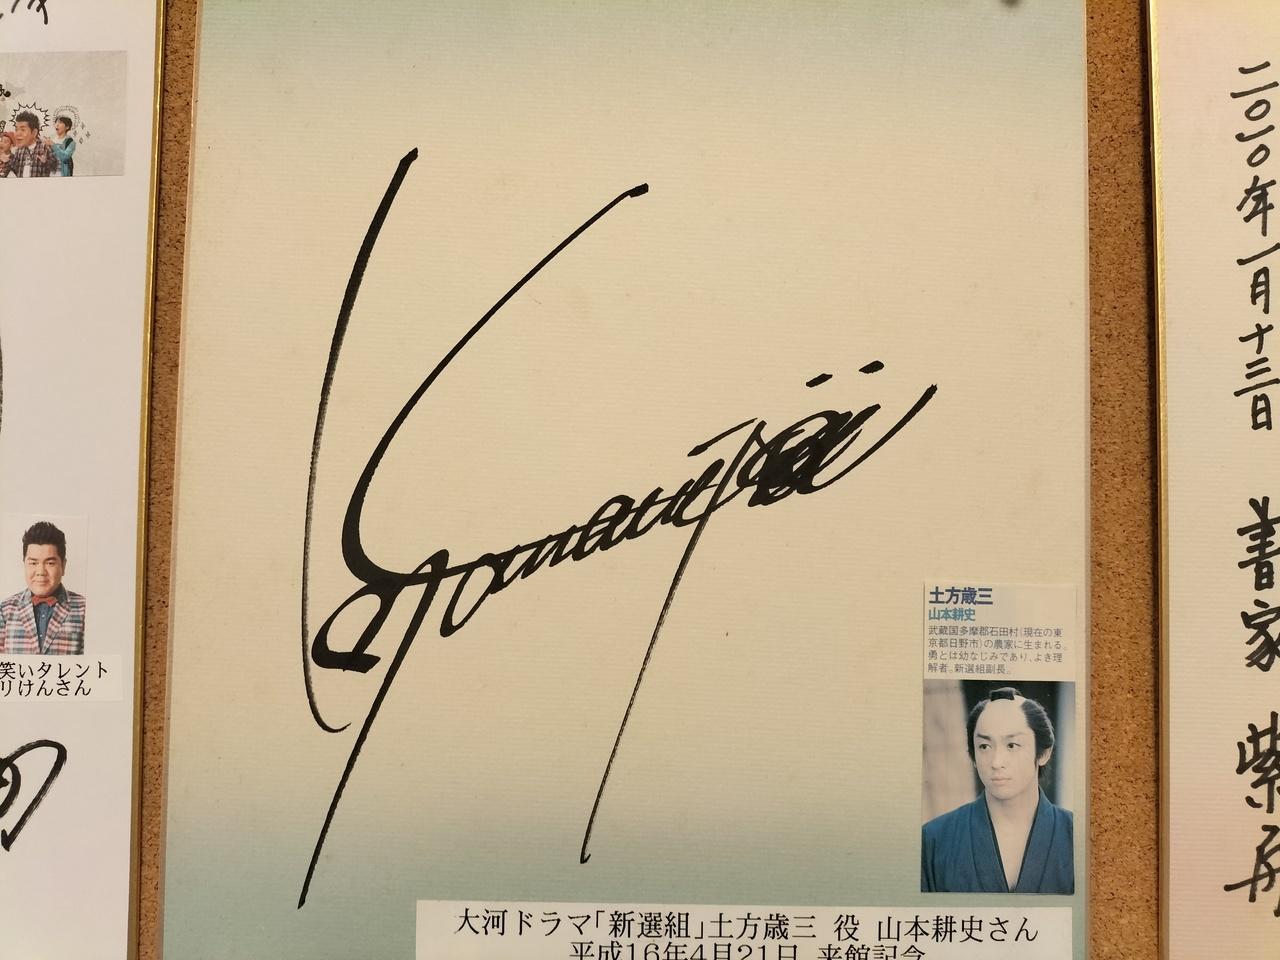 笑いタレント
りけんさん
土方歳三
山本耕史
武蔵国多摩郡石田村(現在の東
京都日野市)の農家に生まれる。
勇とは幼なじみであり、よき理
解者。新選組副長。
大河ドラマ「新選組」土方歳三 役 山本耕史さん
平成16年4月21日 来館記念
二〇一〇年一月十三日
書家 紫舟